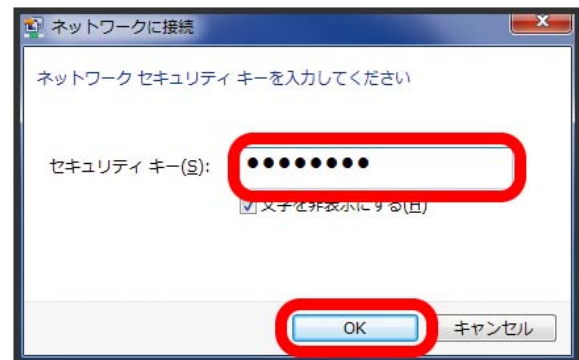 ネットワークに接続
ネットワーク セキュリティ キーを入力してください
セキュリティ キー(S): ●●●●●●●●
文字を非表示にする(H)
OK キャンセル